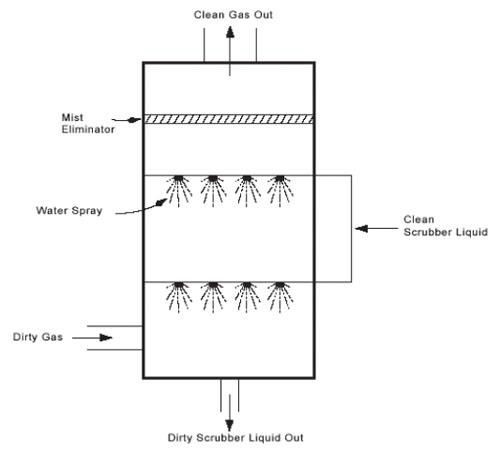 Clean Gas Out
Mist
Eliminator
Water Spray
Clean
Scrubber Liquid
Dirty Gas
Dirty Scrubber Liquid Out